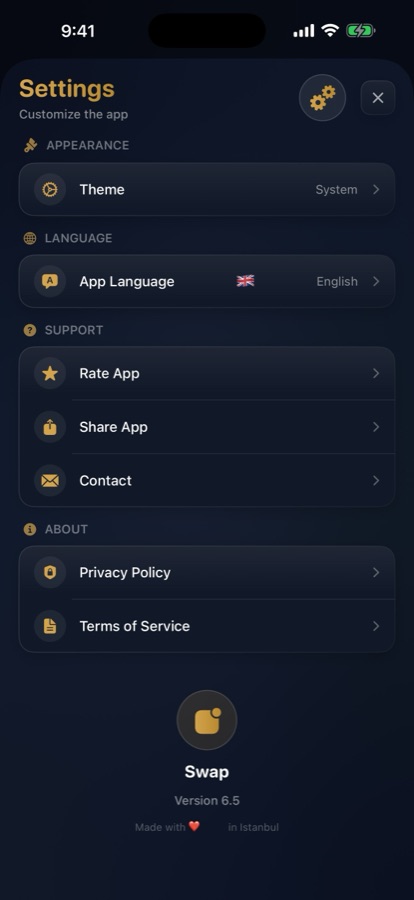 9:41
Settings
Customize the app
APPEARANCE
Theme System
LANGUAGE
A
App Language 🇬🇧 English
? SUPPORT
Rate App
Share App
Contact
i ABOUT
Privacy Policy
Terms of Service
Swap
Version 6.5
Made with ❤️ in Istanbul